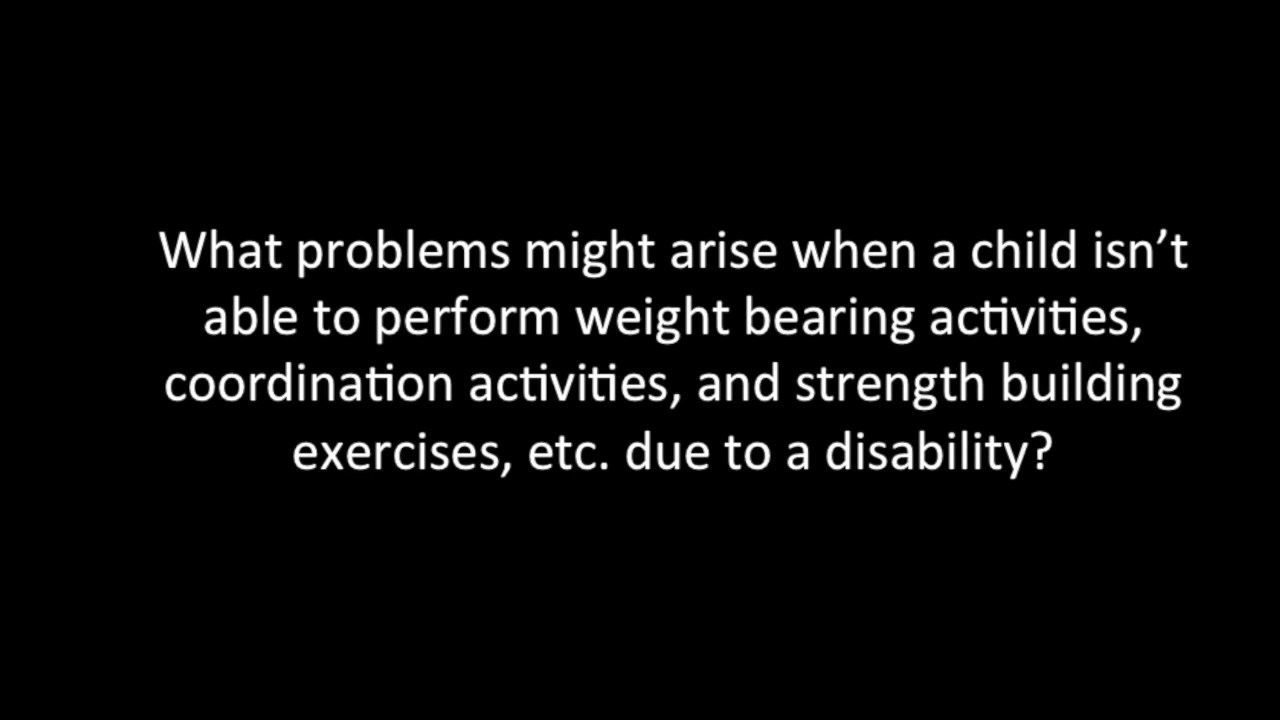 What problems might arise when a child isn’t
able to perform weight bearing activities,
coordination activities, and strength building
exercises, etc. due to a disability?